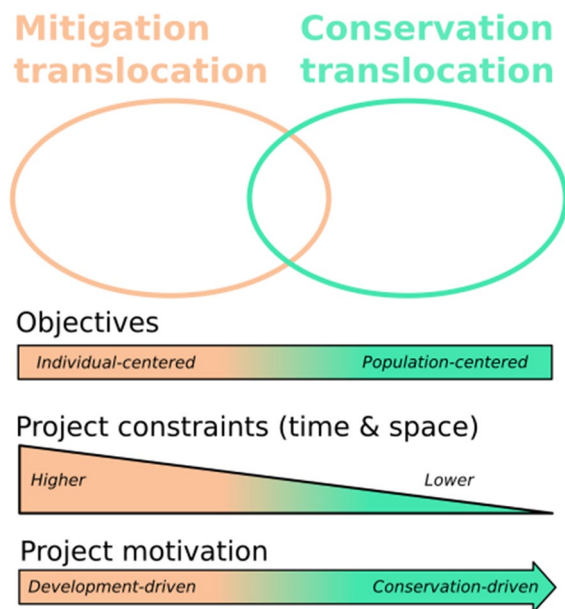 Mitigation
translocation
Conservation
translocation
Objectives
Individual-centered
Population-centered
Project constraints (time & space)
Higher
Lower
Project motivation
Development-driven
Conservation-driven